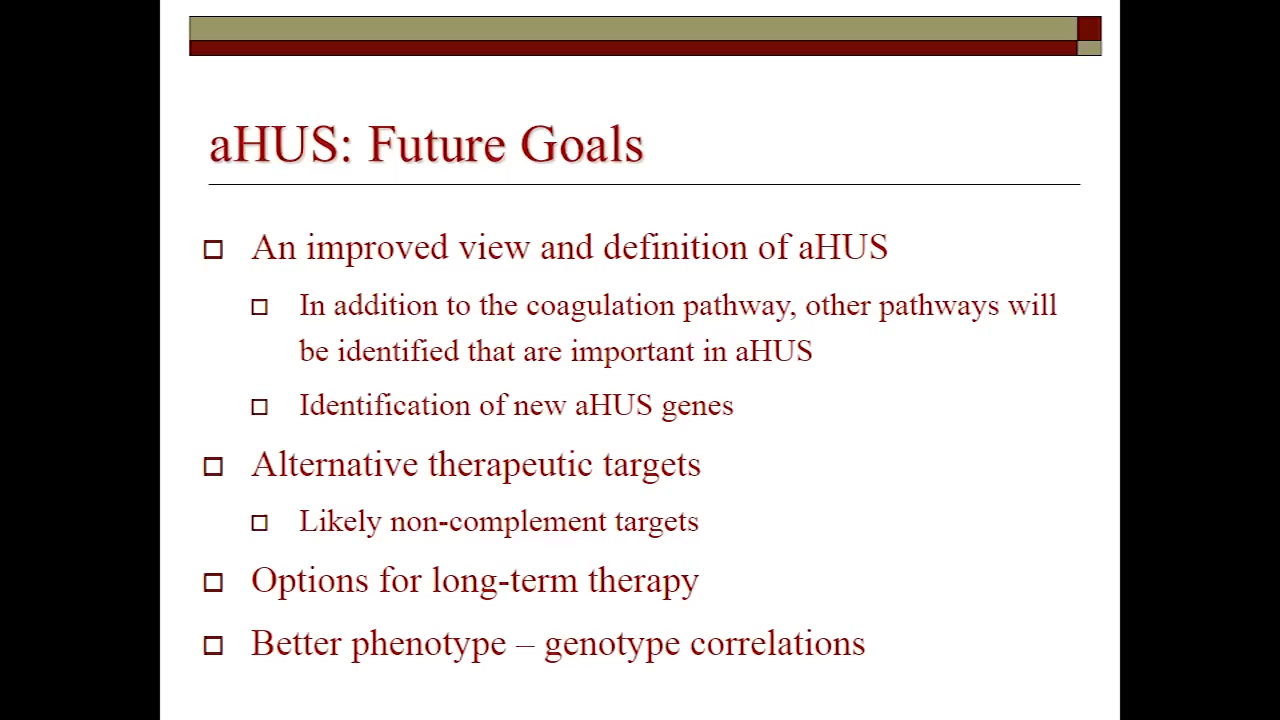 aHUS: Future Goals
An improved view and definition of aHUS
In addition to the coagulation pathway, other pathways will
be identified that are important in aHUS
Identification of new aHUS genes
Alternative therapeutic targets
Likely non-complement targets
Options for long-term therapy
Better phenotype – genotype correlations